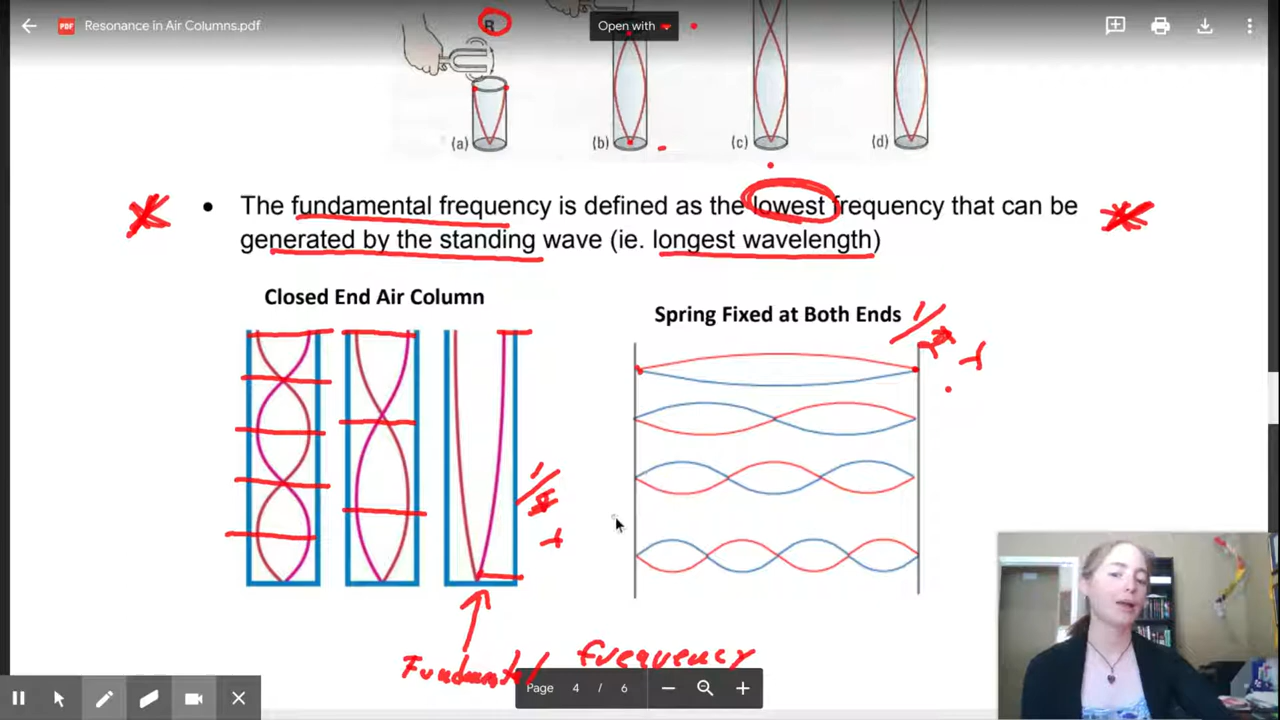 Resonance in Air Columns.pdf
PDF
Open with
R
(a)
(b)
(c)
(d)
• The fundamental frequency is defined as the lowest frequency that can be
generated by the standing wave (ie. longest wavelength)
Closed End Air Column
Spring Fixed at Both Ends
Fundamental frequency
Page 4 / 6